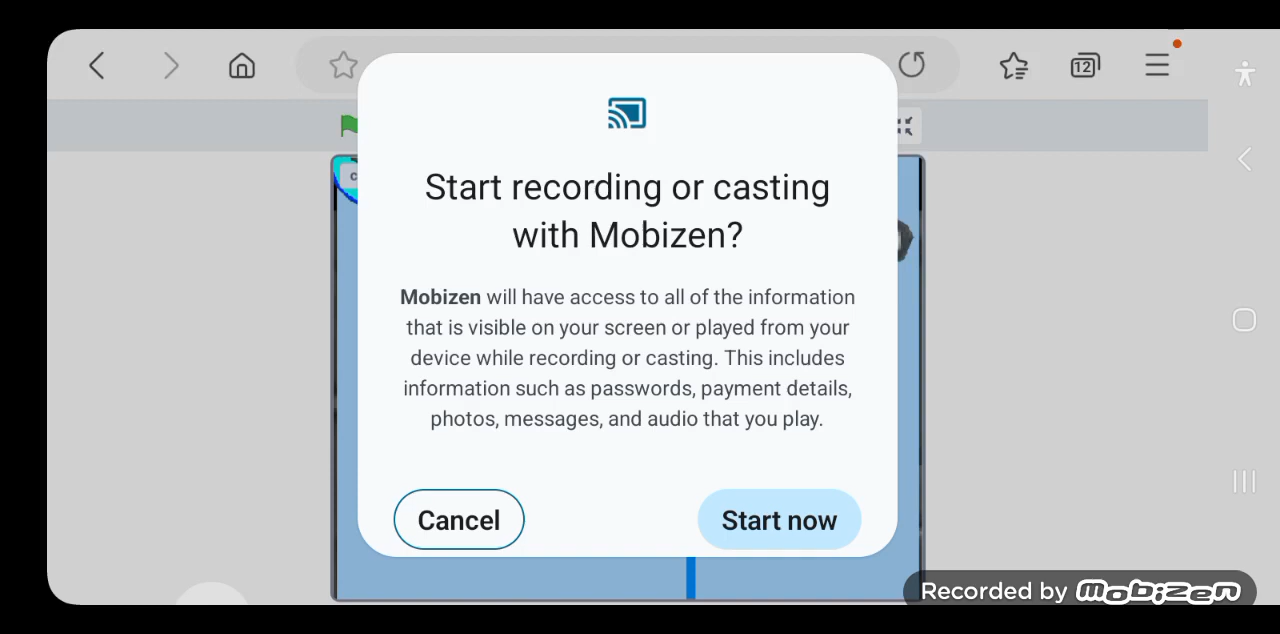 12
c
Start recording or casting
with Mobizen?
Mobizen will have access to all of the information
that is visible on your screen or played from your
device while recording or casting. This includes
information such as passwords, payment details,
photos, messages, and audio that you play.
Cancel
Start now
Recorded by mobizen